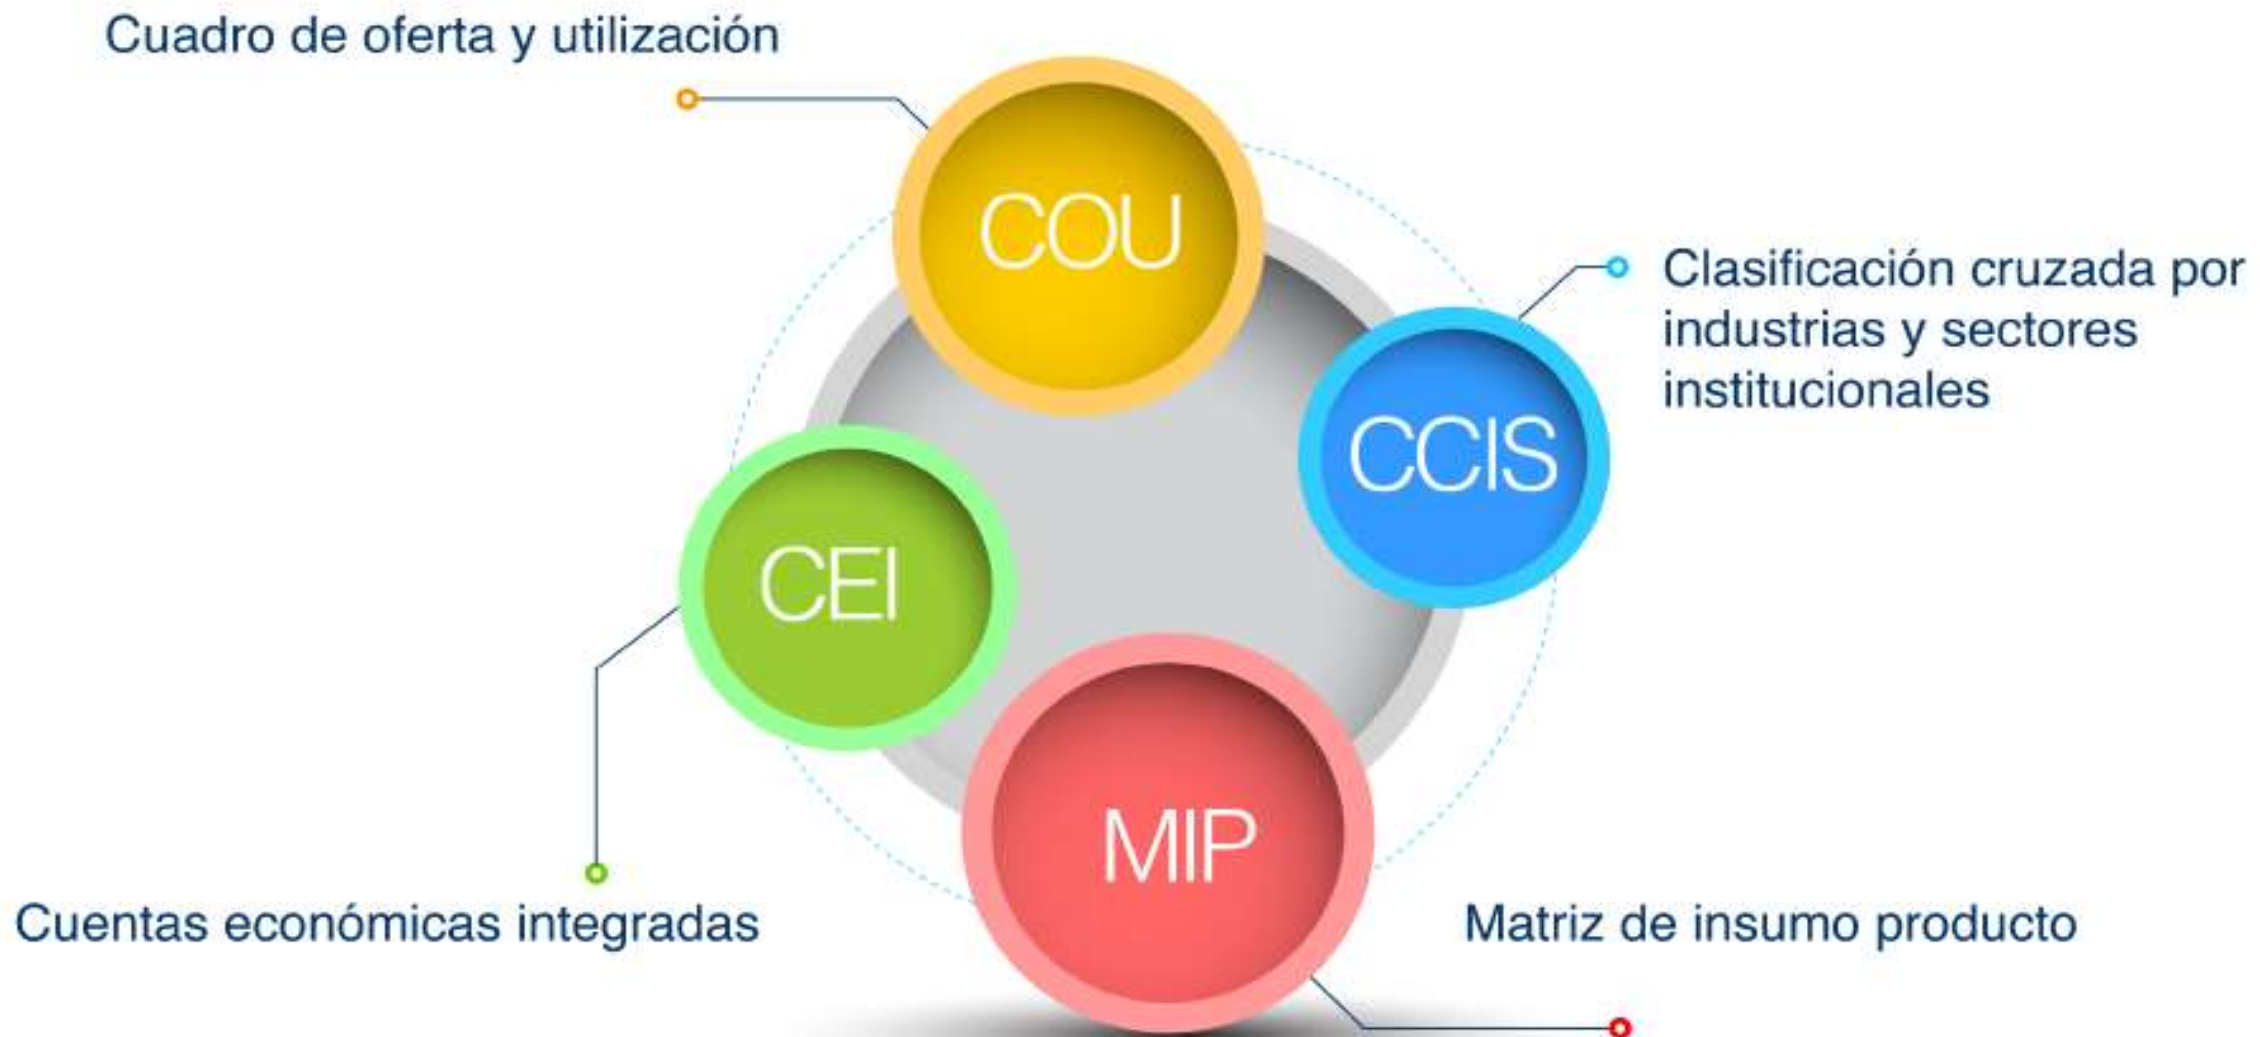 Cuadro de oferta y utilización
COU
Clasificación cruzada por
industrias y sectores
institucionales
CCIS
CEI
MIP
Cuentas económicas integradas
Matriz de insumo producto